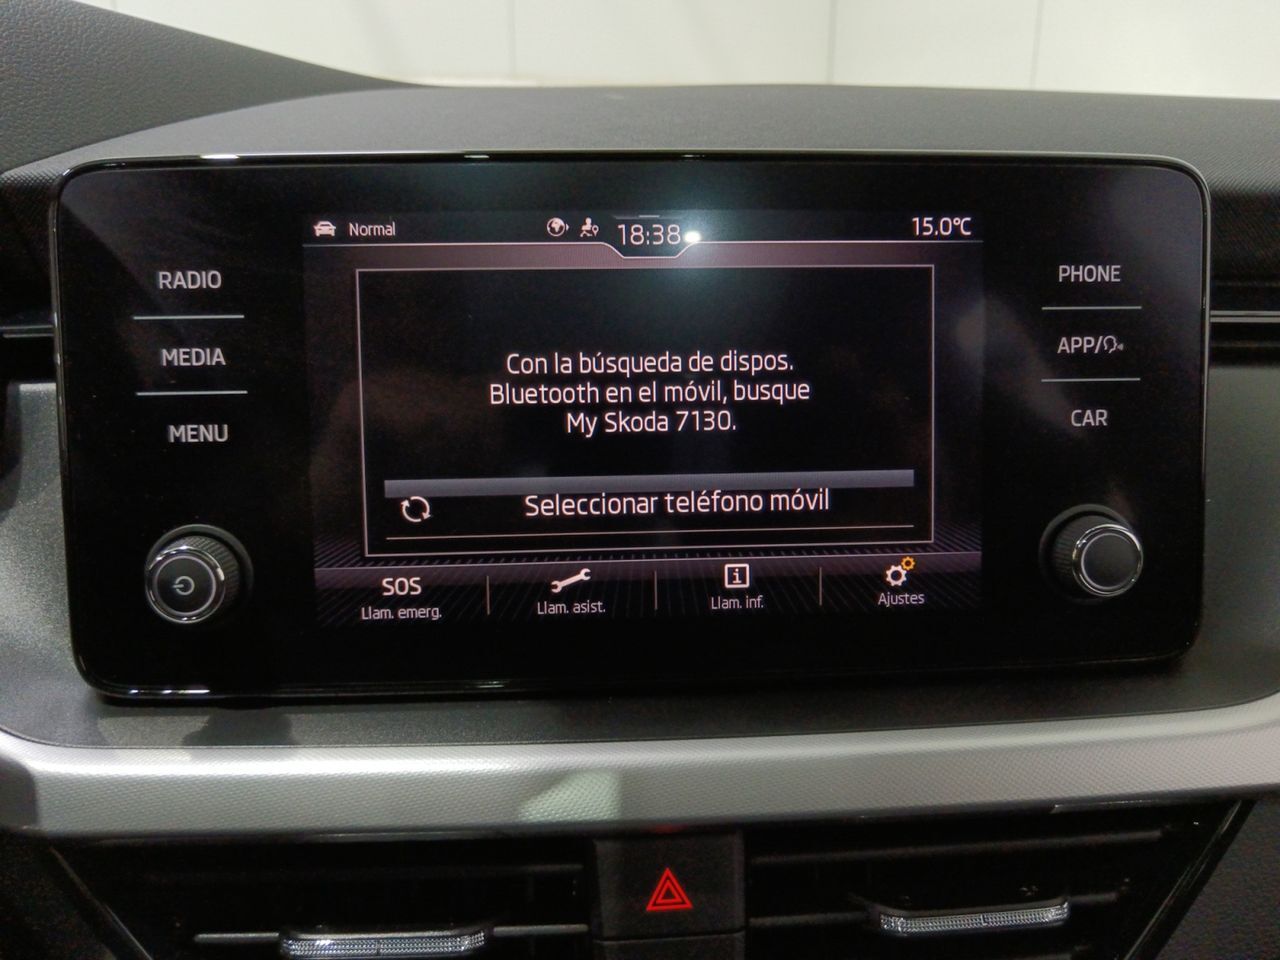 Normal
18:38
15.0°C
RADIO
MEDIA
MENU
Con la búsqueda de dispos.
Bluetooth en el móvil, busque
My Skoda 7130.
Seleccionar teléfono móvil
SOS
Llam. emerg.
Llam. asist.
i
Llam. inf.
Ajustes
PHONE
APP/
CAR